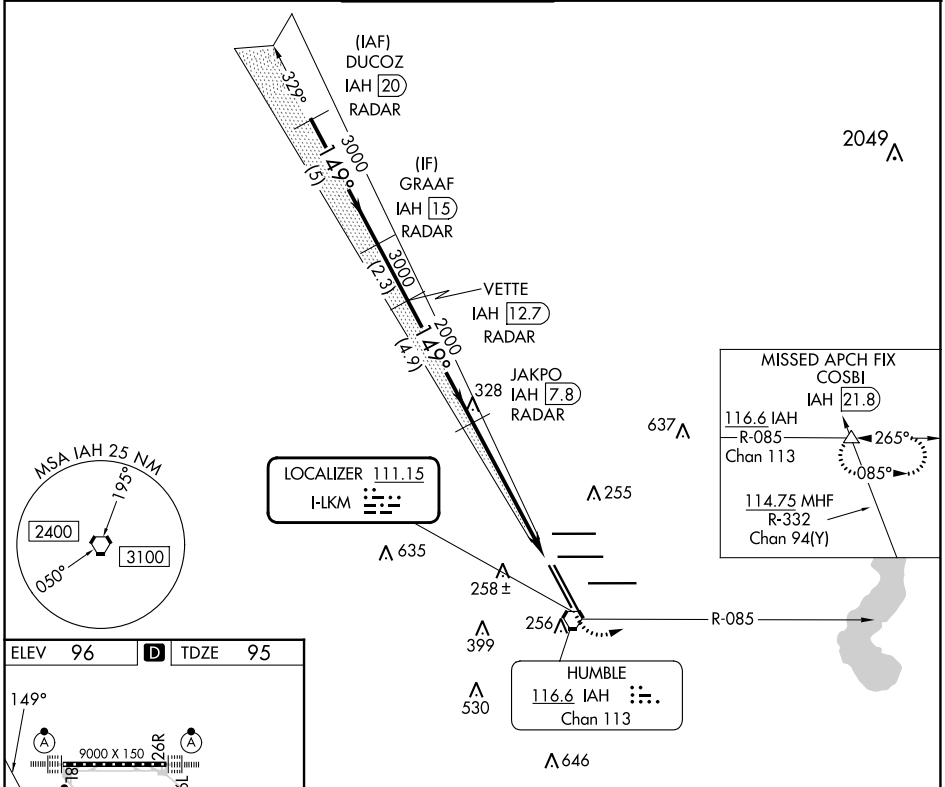 (IAF)
DUCOZ
IAH 20
RADAR
329°
3000
149°
(5)
(IF)
GRAAF
IAH 15
RADAR
3000
(2.3)
VETTE
IAH 12.7
RADAR
2000
149°
(4.9)
JAKPO
IAH 7.8
RADAR
328
2049
637
255
MISSED APCH FIX
COSBI
IAH 21.8
116.6 IAH
R-085
Chan 113
265°
085°
114.75 MHF
R-332
Chan 94(Y)
MSA IAH 25 NM
195°
2400
3100
050°
LOCALIZER 111.15
I-LKM
635
258 ±
256
399
530
646
R-085
HUMBLE
116.6 IAH
Chan 113
ELEV 96 D TDZE 95
149°
A
A
9000 X 150
26R